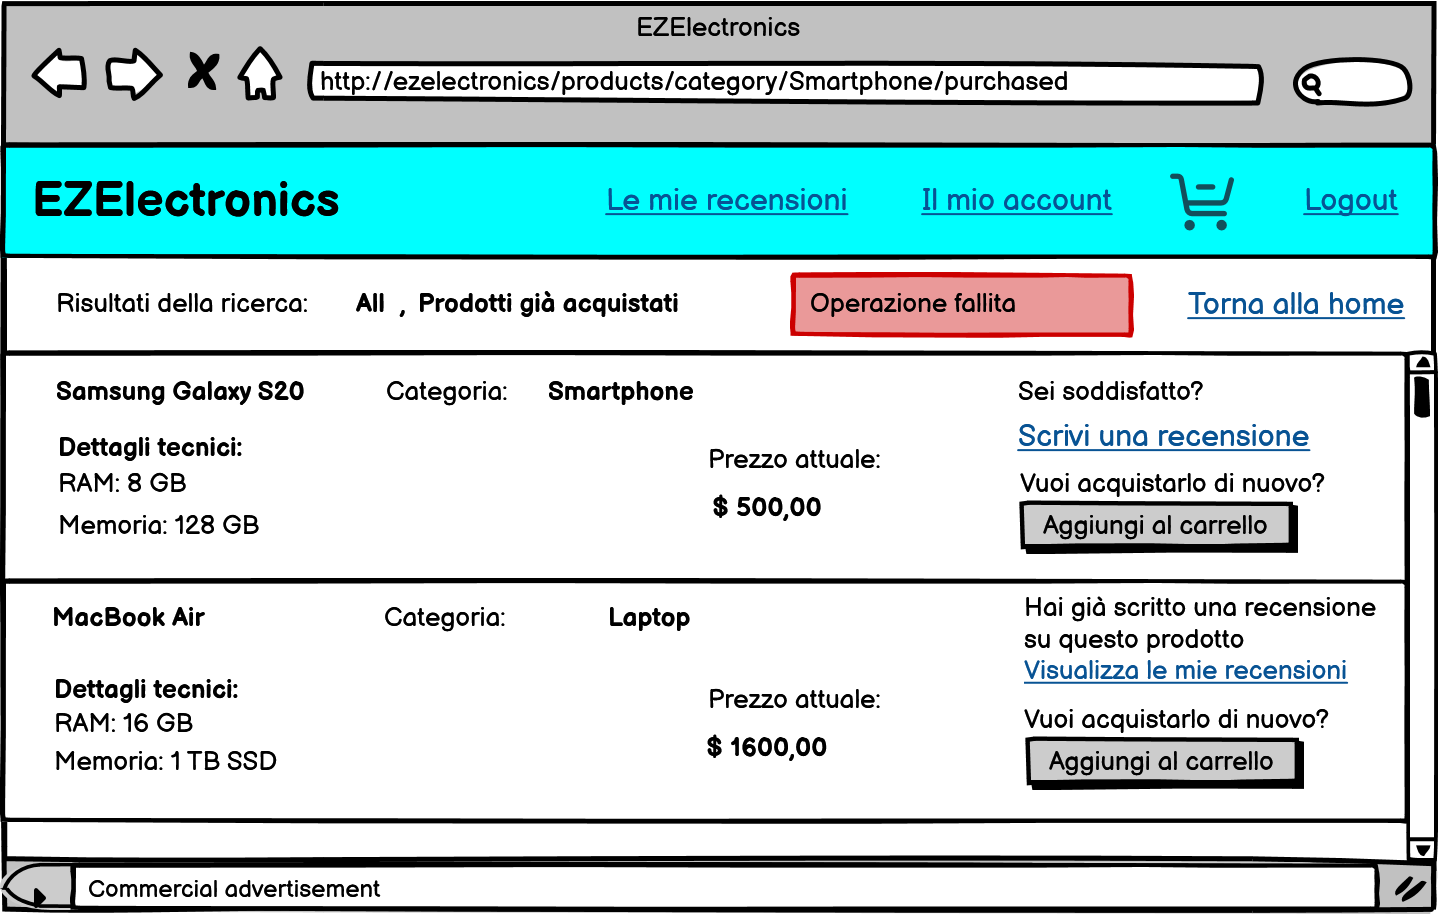 EZElectronics
http://ezelectronics/products/category/Smartphone/purchased
EZElectronics
Le mie recensioni
Il mio account
Logout
Risultati della ricerca: All , Prodotti già acquistati
Operazione fallita
Torna alla home
Samsung Galaxy S20
Categoria: Smartphone
Sei soddisfatto?
Scrivi una recensione
Dettagli tecnici:
RAM: 8 GB
Memoria: 128 GB
Prezzo attuale:
$ 500,00
Vuoi acquistarlo di nuovo?
Aggiungi al carrello
MacBook Air
Categoria: Laptop
Hai già scritto una recensione
su questo prodotto
Visualizza le mie recensioni
Dettagli tecnici:
RAM: 16 GB
Memoria: 1 TB SSD
Prezzo attuale:
$ 1600,00
Vuoi acquistarlo di nuovo?
Aggiungi al carrello
Commercial advertisement